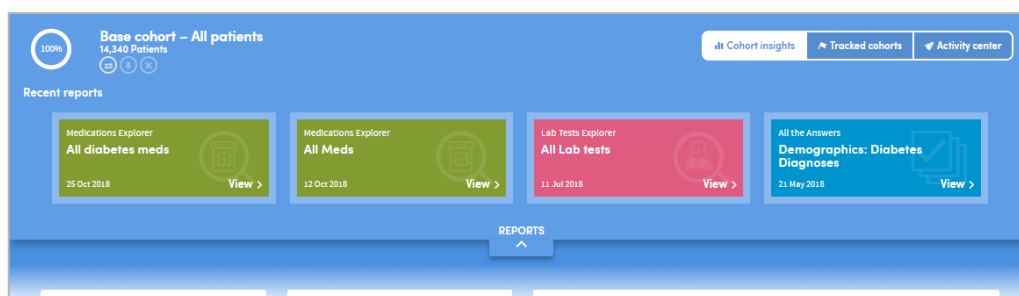 100%
Base cohort – All patients
14,340 Patients
Cohort insights
Tracked cohorts
Activity center
Recent reports
Medications Explorer
All diabetes meds
25 Oct 2018
View >
Medications Explorer
All Meds
12 Oct 2018
View >
Lab Tests Explorer
All Lab tests
11 Jul 2018
View >
All the Answers
Demographics: Diabetes
Diagnoses
21 May 2018
View >
REPORTS